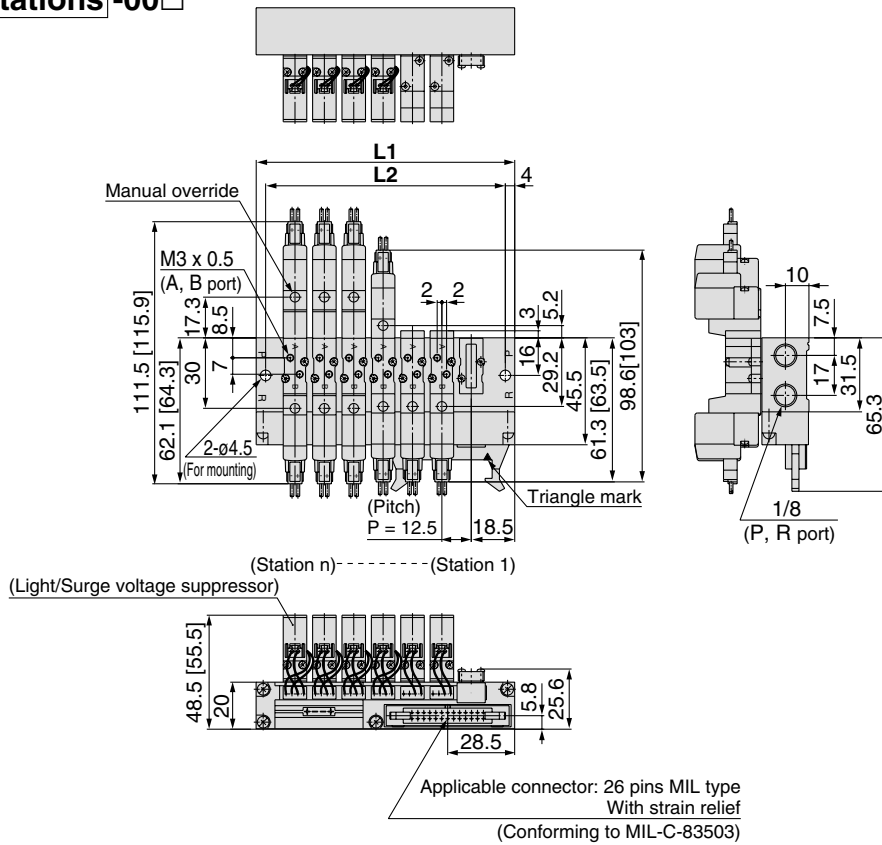 -00□
L1
L2
4
Manual override
M3 x 0.5
(A, B port)
111.5 [115.9]
17.3
8.5
62.1 [64.3]
30
7
2
2
3
5.2
16
29.2
45.5
61.3 [63.5]
98.6[103]
P
R
A
B
P
R
2-ø4.5
(For mounting)
(Pitch)
P = 12.5
18.5
Triangle mark
10
7.5
17
31.5
65.3
1/8
(P, R port)
(Station n)---------(Station 1)
(Light/Surge voltage suppressor)
48.5 [55.5]
20
5.8
25.6
28.5
Applicable connector: 26 pins MIL type
With strain relief
(Conforming to MIL-C-83503)